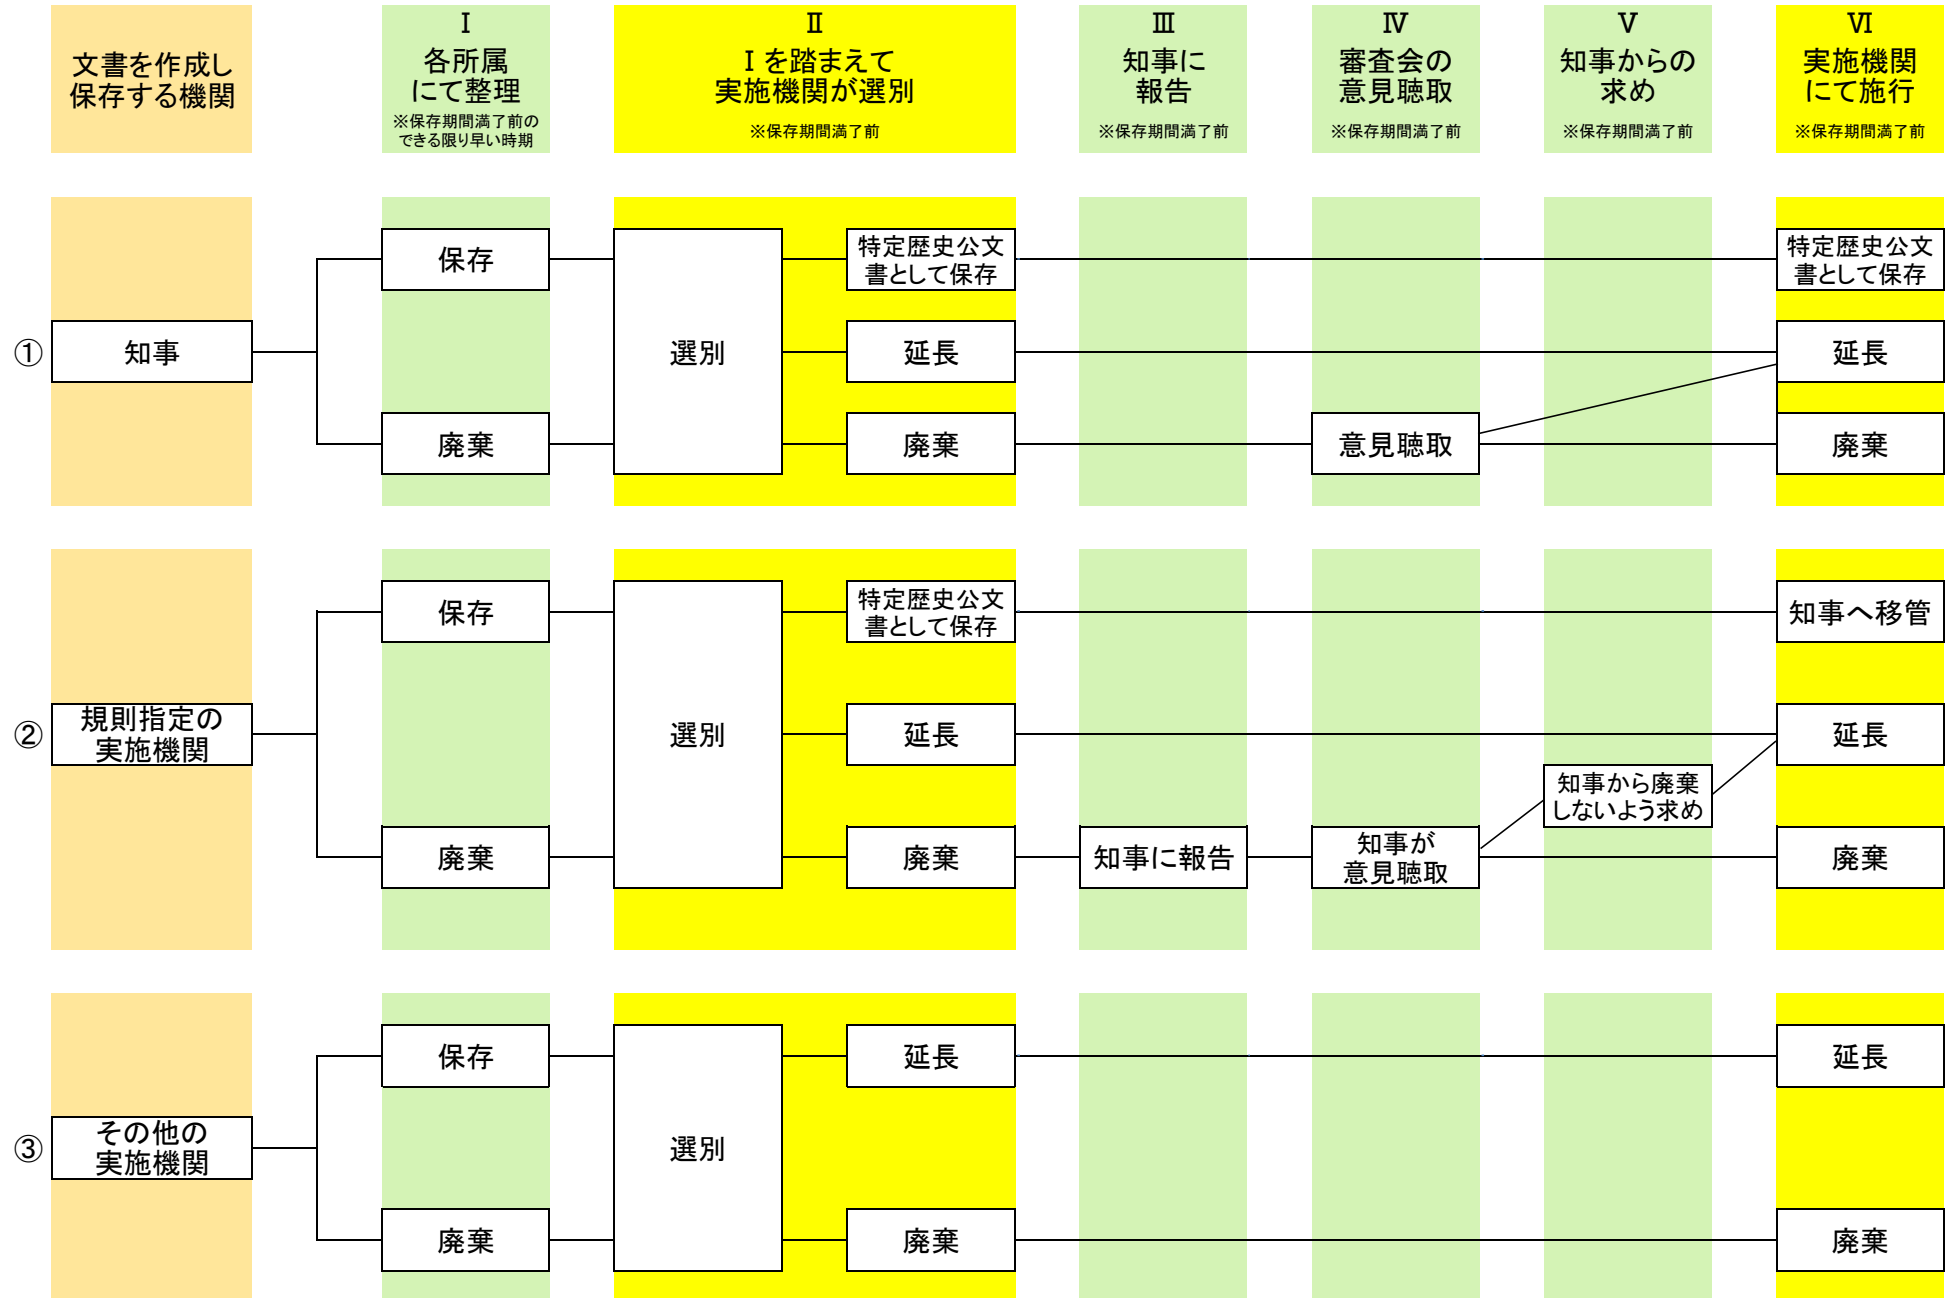 文書を作成し
保存する機関
Ⅰ
各所属
にて整理
※保存期間満了前の
できる限り早い時期
Ⅱ
Ⅰを踏まえて
実施機関が選別
※保存期間満了前
Ⅲ
知事に
報告
※保存期間満了前
Ⅳ
審査会の
意見聴取
※保存期間満了前
Ⅴ
知事からの
求め
※保存期間満了前
Ⅵ
実施機関
にて施行
※保存期間満了前
①
知事
保存
廃棄
選別
特定歴史公文
書として保存
延長
廃棄
意見聴取
特定歴史公文
書として保存
延長
廃棄
②
規則指定の
実施機関
保存
廃棄
選別
特定歴史公文
書として保存
延長
廃棄
知事に報告
知事が
意見聴取
知事から廃棄
しないよう求め
知事へ移管
延長
廃棄
③
その他の
実施機関
保存
廃棄
選別
延長
廃棄
延長
廃棄